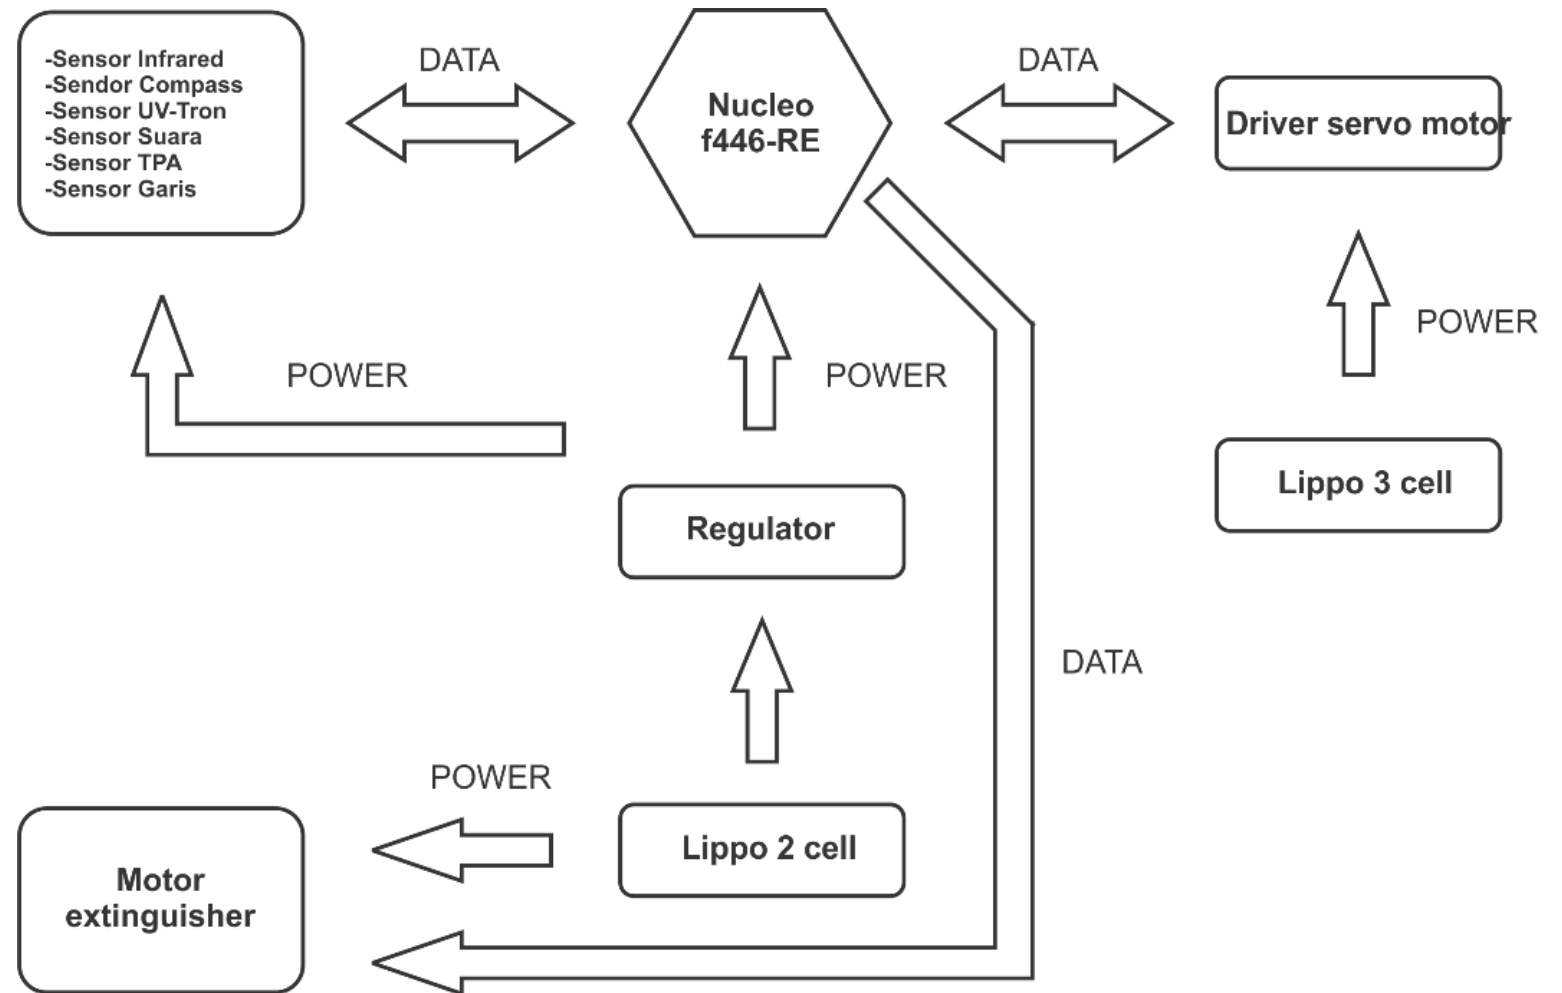 -Sensor Infrared
-Sendor Compass
-Sensor UV-Tron
-Sensor Suara
-Sensor TPA
-Sensor Garis
DATA
Nucleo
f446-RE
DATA
Driver servo motor
POWER
POWER
POWER
Lippo 3 cell
Regulator
DATA
POWER
Lippo 2 cell
Motor
extinguisher